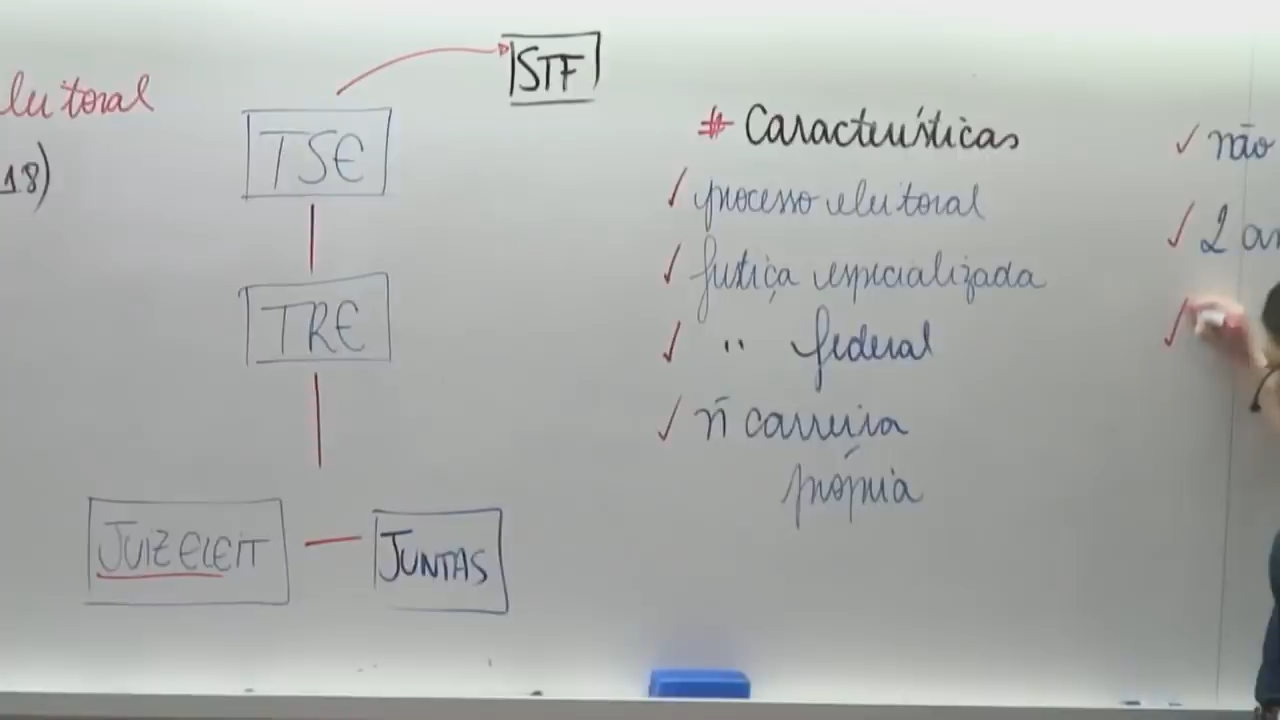 leitoral
18)
STF
TSE
TRE
JUIZ ELEIT
JUNTAS
# Características
✓ processo eleitoral
✓ Justiça especializada
✓ " federal
✓ ñ carreira
própria
✓ não
✓ 2 an
✓